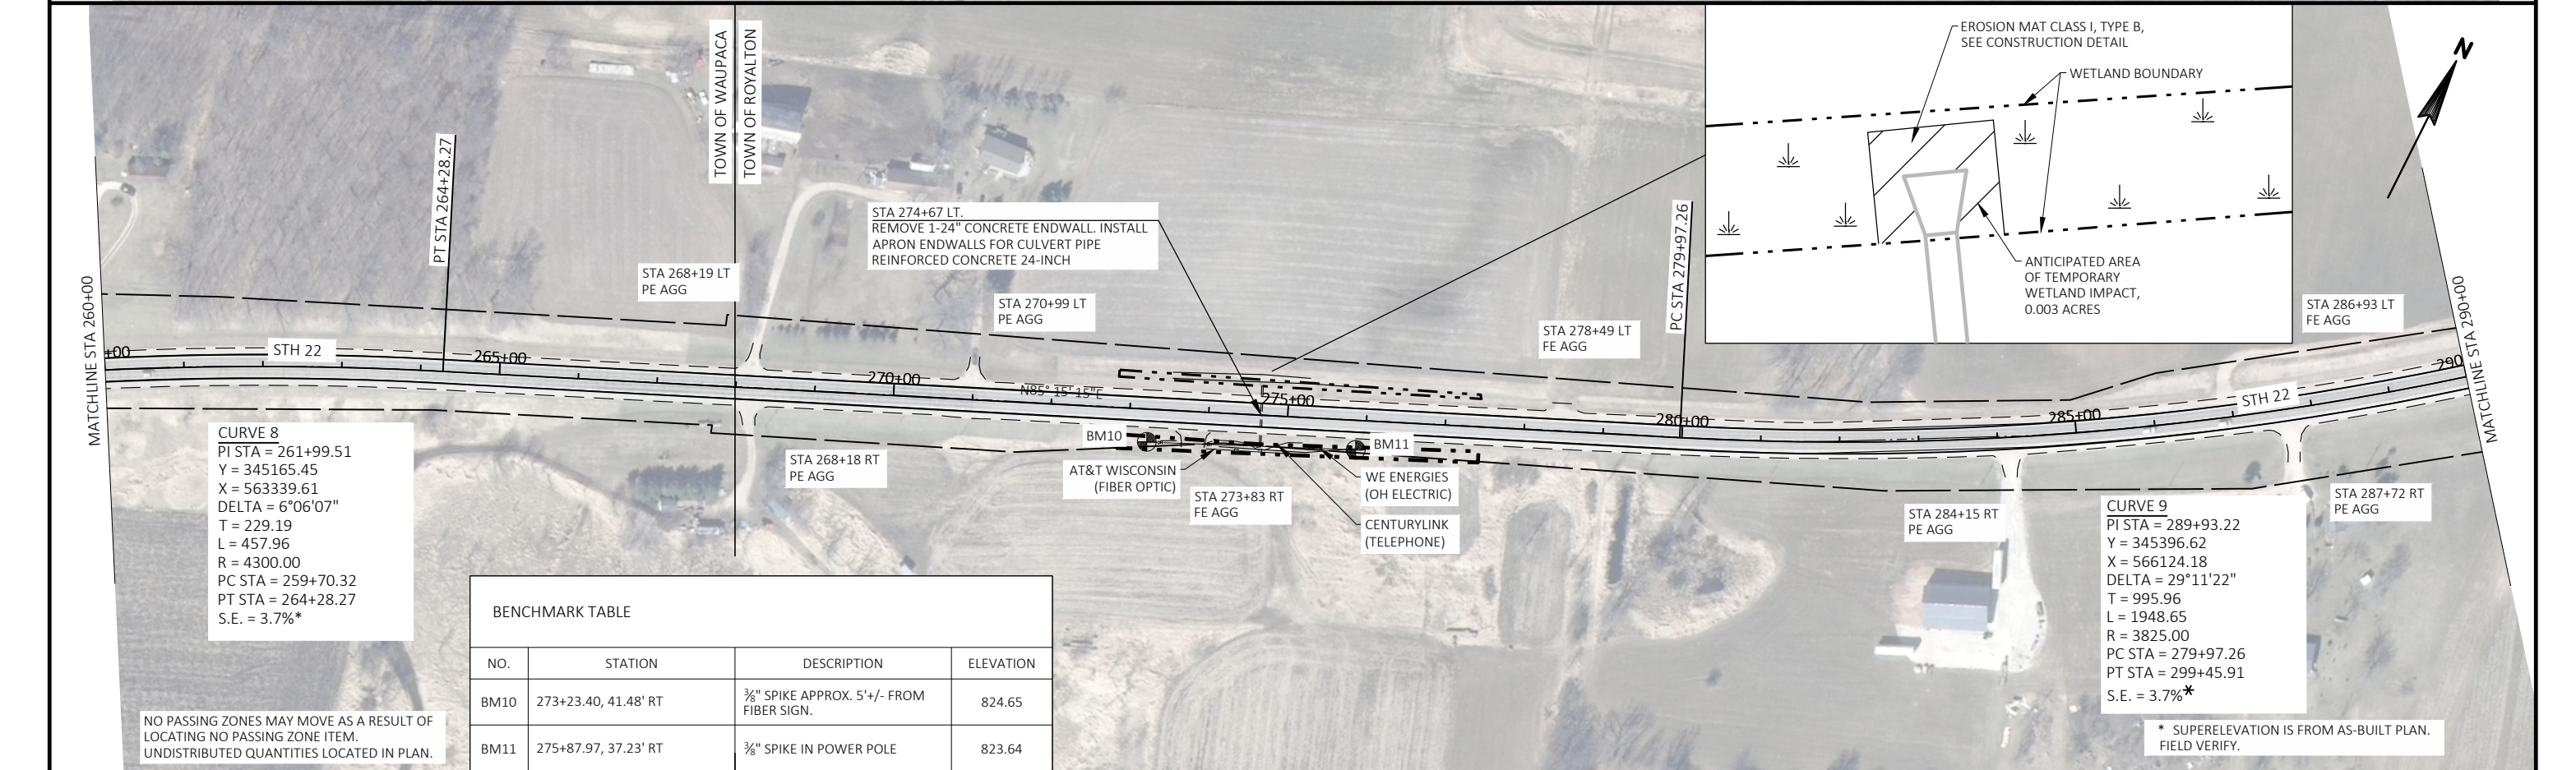 TOWN OF WAUPACA
TOWN OF ROYALTON
EROSION MAT CLASS I, TYPE B,
SEE CONSTRUCTION DETAIL
WETLAND BOUNDARY
N
ANTICIPATED AREA
OF TEMPORARY
WETLAND IMPACT,
0.003 ACRES
MATCHLINE STA 260+00
PT STA 264+28.27
STA 268+19 LT
PE AGG
STA 274+67 LT.
REMOVE 1-24" CONCRETE ENDWALL. INSTALL
APRON ENDWALLS FOR CULVERT PIPE
REINFORCED CONCRETE 24-INCH
STA 270+99 LT
PE AGG
STA 278+49 LT
FE AGG
PC STA 279+97.26
STA 286+93 LT
FE AGG
MATCHLINE STA 290+00
+00
STH 22
265+00
270+00
N85° 15' 15"E
275+00
280+00
285+00
STH 22
290
BM10
BM11
AT&T WISCONSIN
(FIBER OPTIC)
STA 273+83 RT
FE AGG
WE ENERGIES
(OH ELECTRIC)
CENTURYLINK
(TELEPHONE)
STA 268+18 RT
PE AGG
STA 284+15 RT
PE AGG
STA 287+72 RT
PE AGG
CURVE 8
PI STA = 261+99.51
Y = 345165.45
X = 563339.61
DELTA = 6°06'07"
T = 229.19
L = 457.96
R = 4300.00
PC STA = 259+70.32
PT STA = 264+28.27
S.E. = 3.7%*
CURVE 9
PI STA = 289+93.22
Y = 345396.62
X = 566124.18
DELTA = 29°11'22"
T = 995.96
L = 1948.65
R = 3825.00
PC STA = 279+97.26
PT STA = 299+45.91
S.E. = 3.7%*
BENCHMARK TABLE
NO. STATION DESCRIPTION ELEVATION
BM10 273+23.40, 41.48' RT ⅜" SPIKE APPROX. 5'+/- FROM FIBER SIGN. 824.65
BM11 275+87.97, 37.23' RT ⅜" SPIKE IN POWER POLE 823.64
NO PASSING ZONES MAY MOVE AS A RESULT OF
LOCATING NO PASSING ZONE ITEM.
UNDISTRIBUTED QUANTITIES LOCATED IN PLAN.
* SUPERELEVATION IS FROM AS-BUILT PLAN.
FIELD VERIFY.